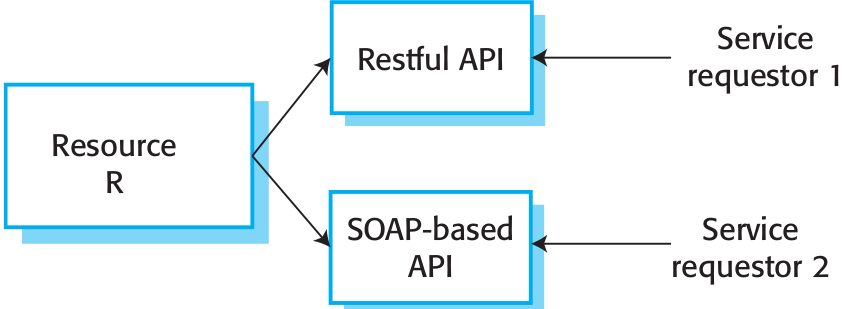 Resource
R
Restful API
Service
requestor 1
SOAP-based
API
Service
requestor 2